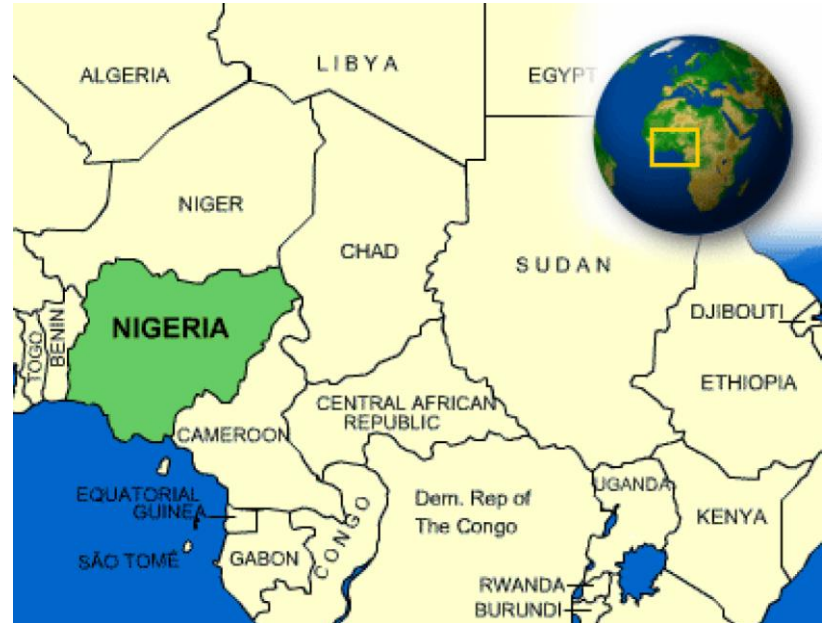 ALGERIA
LIBYA
EGYPT
NIGER
CHAD
SUDAN
NIGERIA
TOGO
BENINI
DJIBOUTI
ETHIOPIA
CENTRAL AFRICAN
REPUBLIC
CAMEROON
UGANDA
EQUATORIAL
GUINEA
Dem. Rep of
The Congo
KENYA
CONGO
SÃO TOMÉ
GABON
RWANDA
BURUNDI